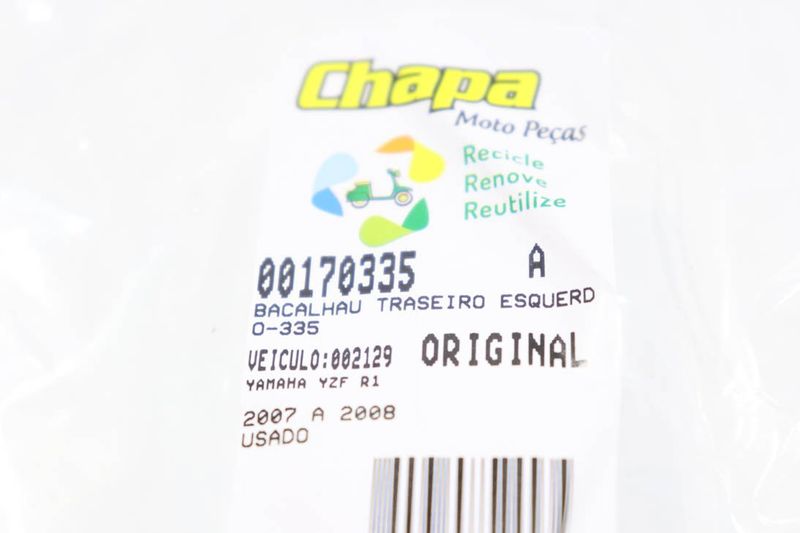 Chapa
Moto Peças
Recicle
Renove
Reutilize
00170335 A
BACALHAU TRASEIRO ESQUERD
O-335
VEICULO:002129 ORIGINAL
YAMAHA YZF R1
2007 A 2008
USADO